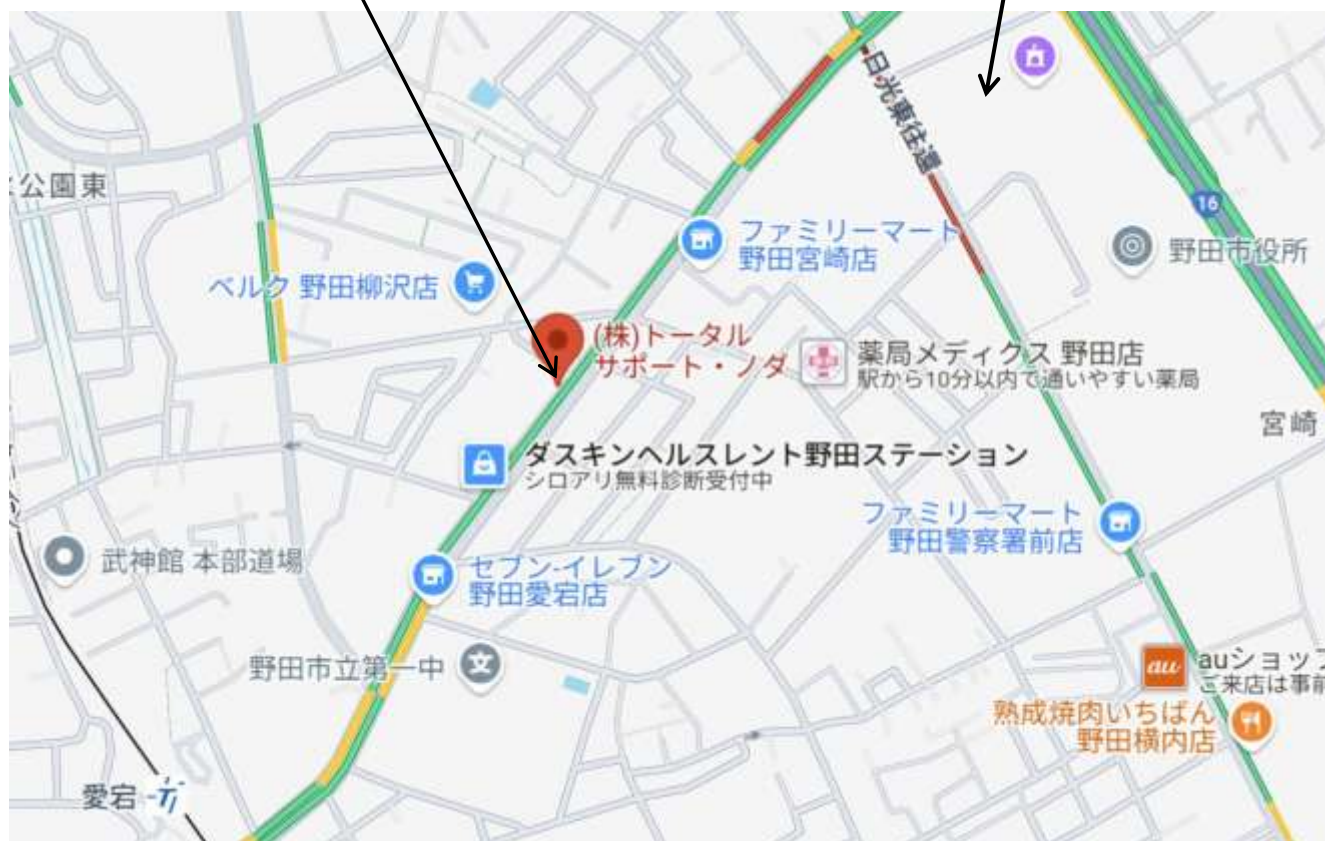 日光東往還
公園東
16
ファミリーマート
野田宮崎店
野田市役所
ベルク 野田柳沢店
(株)トータル
サポート・ノダ
薬局メディクス 野田店
駅から10分以内で通いやすい薬局
宮崎
ダスキンヘルスレント野田ステーション
シロアリ無料診断受付中
ファミリーマート
野田警察署前店
武神館 本部道場
セブン-イレブン
野田愛宕店
野田市立第一中
文
au
auショップ
ご来店は事前
熟成焼肉いちばん
野田横内店
愛宕